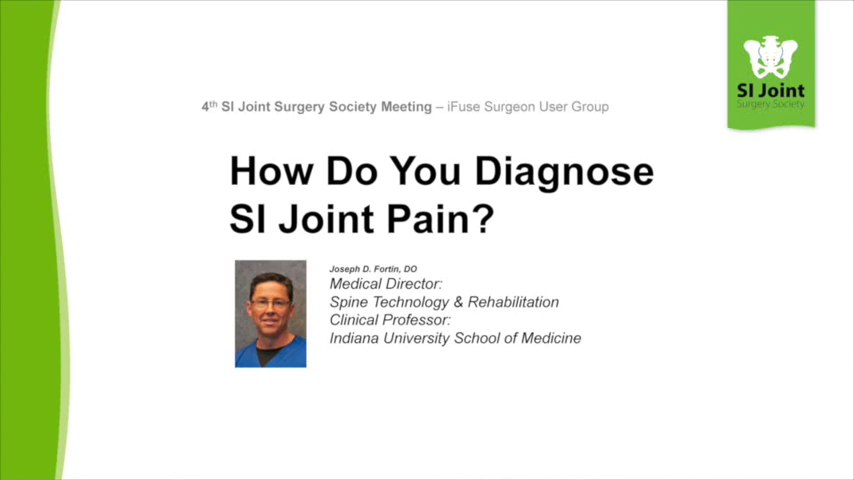 SI Joint
Surgery Society
4th SI Joint Surgery Society Meeting – iFuse Surgeon User Group
How Do You Diagnose
SI Joint Pain?
Joseph D. Fortin, DO
Medical Director:
Spine Technology & Rehabilitation
Clinical Professor:
Indiana University School of Medicine